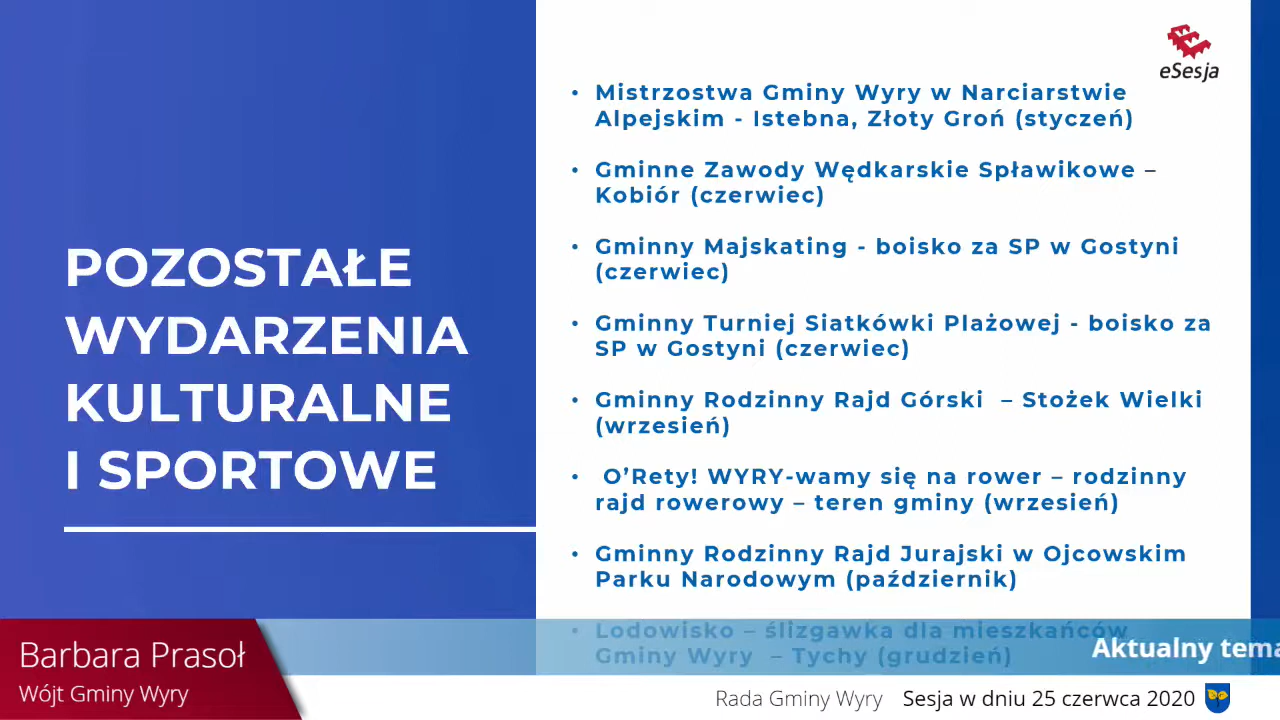 eSesja
POZOSTAŁE
WYDARZENIA
KULTURALNE
I SPORTOWE
• Mistrzostwa Gminy Wyry w Narciarstwie
Alpejskim - Istebna, Złoty Groń (styczeń)
• Gminne Zawody Wędkarskie Spławikowe –
Kobiór (czerwiec)
• Gminny Majskating - boisko za SP w Gostyni
(czerwiec)
• Gminny Turniej Siatkówki Plażowej - boisko za
SP w Gostyni (czerwiec)
• Gminny Rodzinny Rajd Górski – Stożek Wielki
(wrzesień)
• O’Rety! WYRY-wamy się na rower – rodzinny
rajd rowerowy – teren gminy (wrzesień)
• Gminny Rodzinny Rajd Jurajski w Ojcowskim
Parku Narodowym (październik)
• Lodowisko – ślizgawka dla mieszkańców
Gminy Wyry – Tychy (grudzień)
Aktualny tema
Barbara Prasoł
Wójt Gminy Wyry
Rada Gminy Wyry Sesja w dniu 25 czerwca 2020